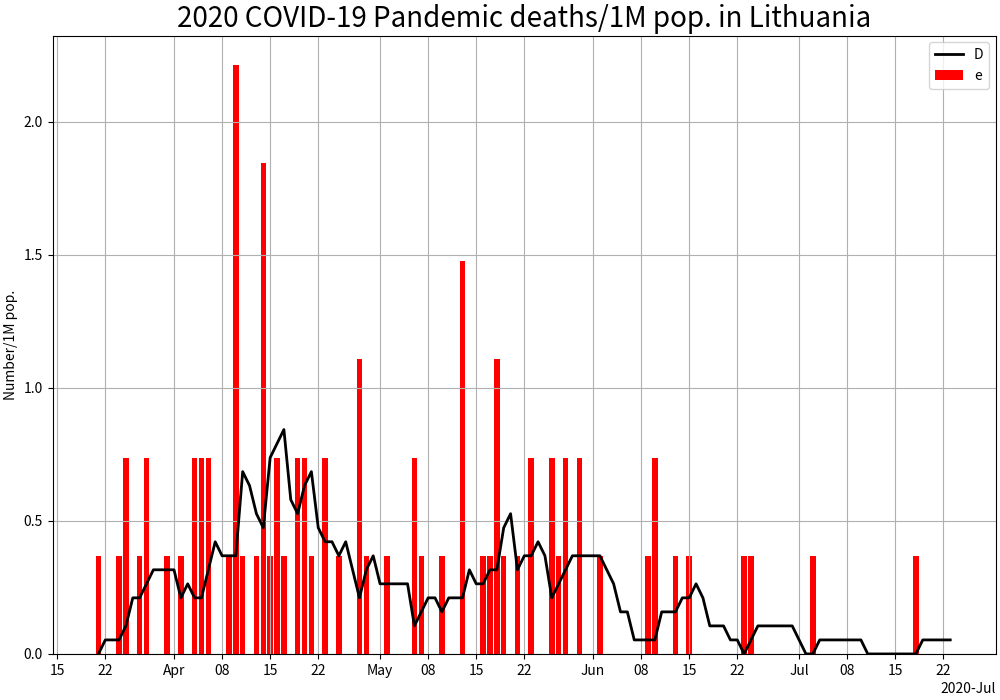 2020 COVID-19 Pandemic deaths/1M pop. in Lithuania
D
e
2.0
1.5
1.0
0.5
0.0
Number/1M pop.
15 22 Apr 08 15 22 May 08 15 22 Jun 08 15 22 Jul 08 15 22
2020-Jul